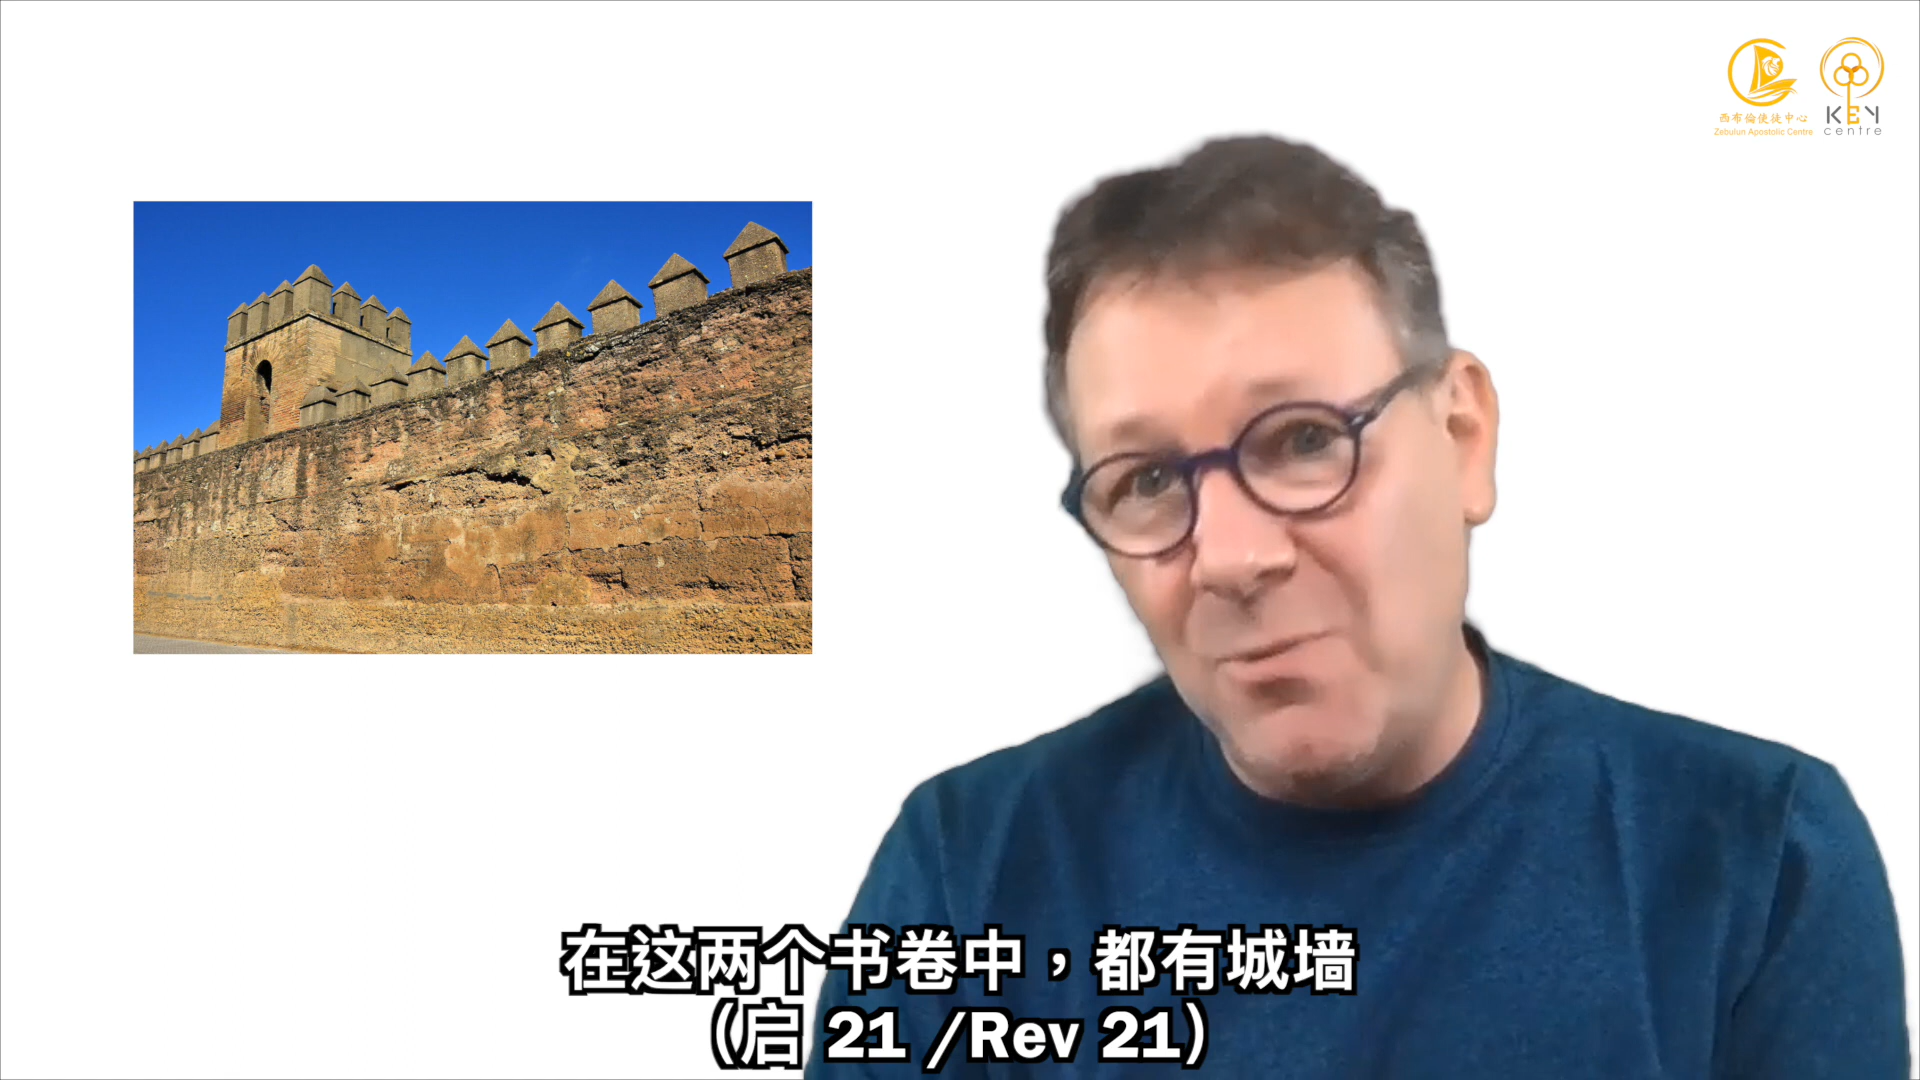 西布倫使徒中心
Zebulun Apostolic Centre
KEY
centre
在这两个书卷中，都有城墙
（启 21 /Rev 21）